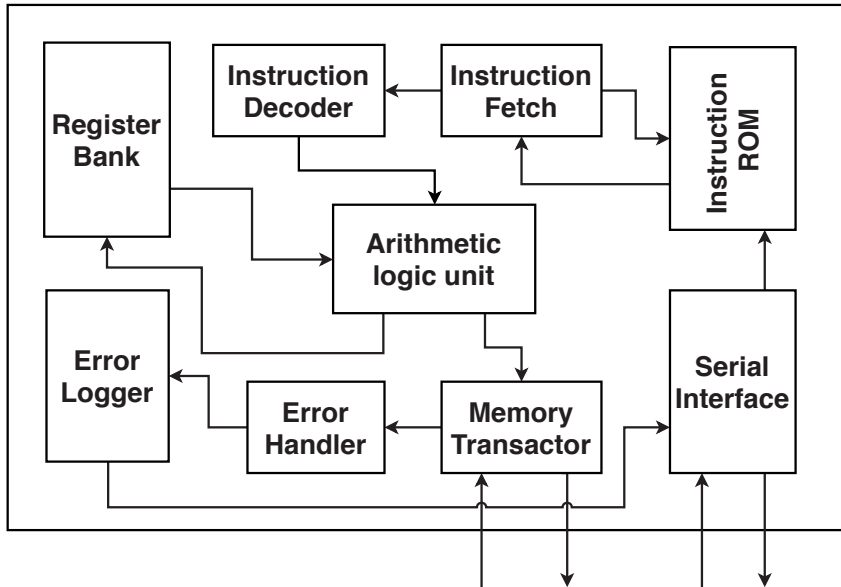 Instruction
Decoder
Instruction
Fetch
Register
Bank
Instruction
ROM
Arithmetic
logic unit
Error
Logger
Error
Handler
Memory
Transactor
Serial
Interface